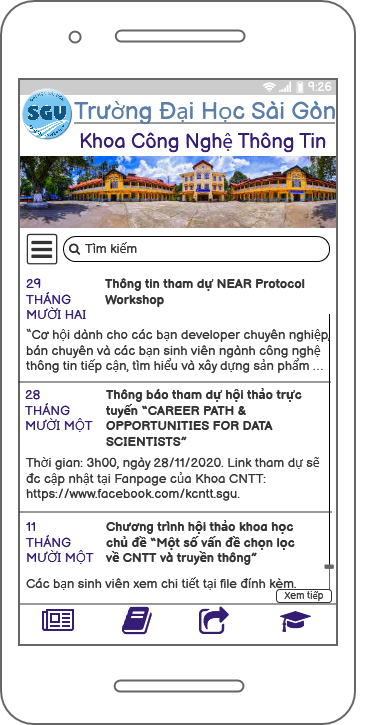 9:26
SGU
Trường Đại Học Sài Gòn
Khoa Công Nghệ Thông Tin
Tìm kiếm
29
THÁNG
MƯỜI HAI
Thông tin tham dự NEAR Protocol
Workshop
“Cơ hội dành cho các bạn developer chuyên nghiệp,
bán chuyên và các bạn sinh viên ngành công nghệ
thông tin tiếp cận, tìm hiểu và xây dựng sản phẩm ...
28
THÁNG
MƯỜI MỘT
Thông báo tham dự hội thảo trực
tuyến “CAREER PATH &
OPPORTUNITIES FOR DATA
SCIENTISTS”
Thời gian: 3h00, ngày 28/11/2020. Link tham dự sẽ
đc cập nhật tại Fanpage của Khoa CNTT:
https://www.facebook.com/kcntt.sgu.
11
THÁNG
MƯỜI MỘT
Chương trình hội thảo khoa học
chủ đề “Một số vấn đề chọn lọc
về CNTT và truyền thông”
Các bạn sinh viên xem chi tiết tại file đính kèm.
Xem tiếp